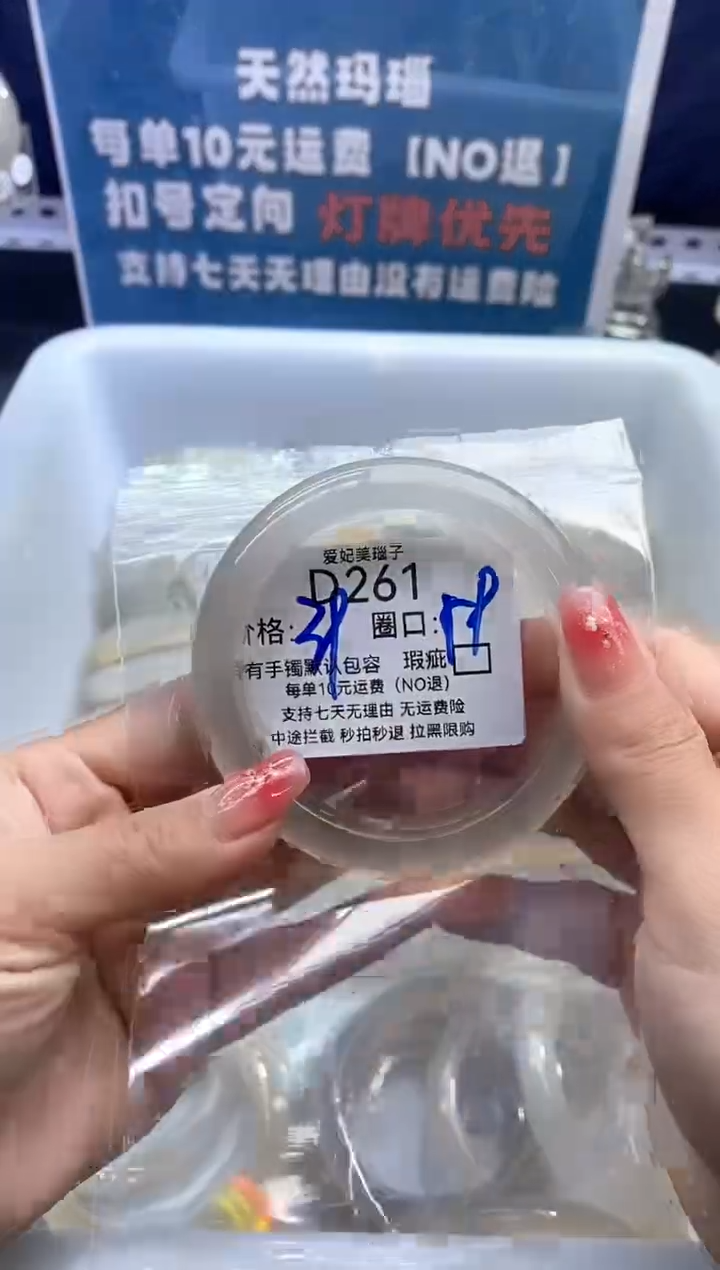 天然玛瑙
每单10元运费【NO退】
扣号定向 灯牌优先
支持七天无理由没有运费险
爱妃美瑙子
D261
价格: 圈口:
有手镯默认包容 瑕疵
每单10元运费（NO退）
支持七天无理由 无运费险
中途拦截 秒拍秒退 拉黑限购